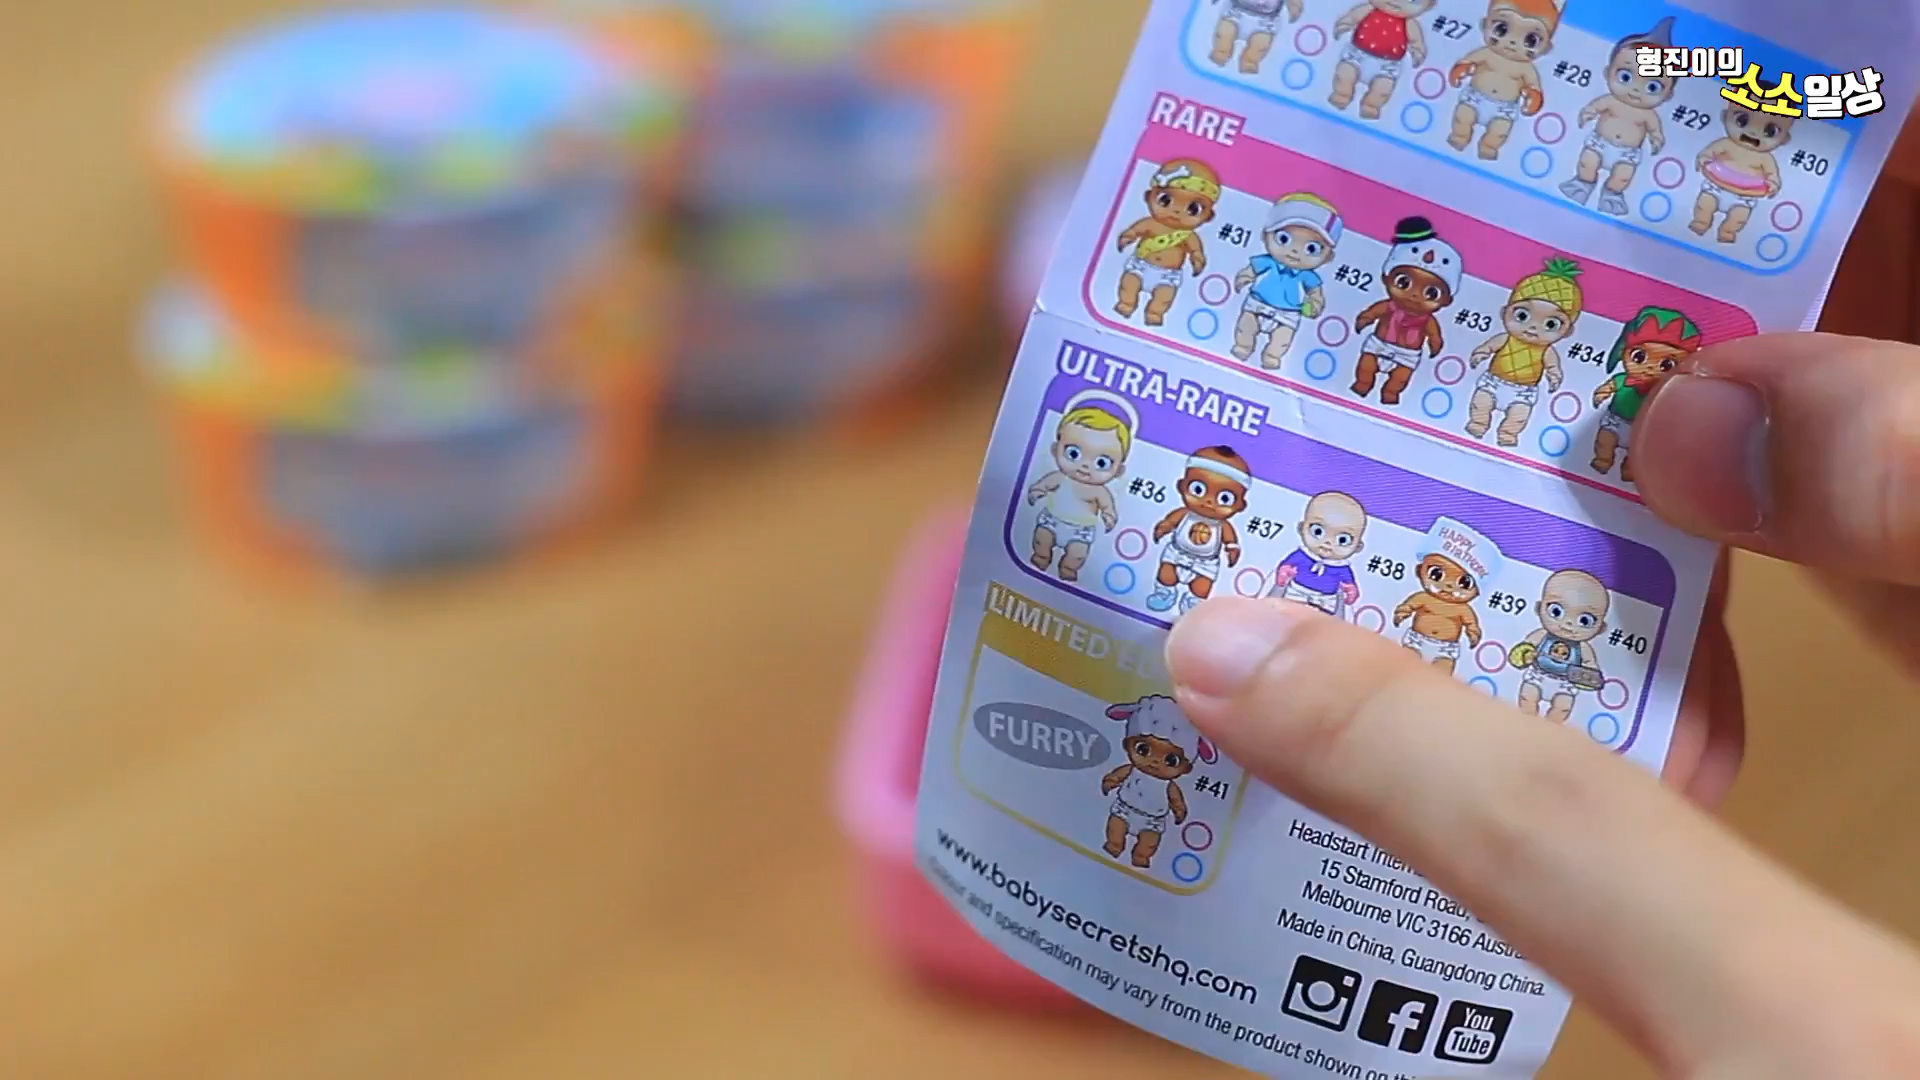 형진이의
소소일상
#27
#28
#29
#30
RARE
#31
#32
#33
#34
ULTRA-RARE
#36
#37
#38
HAPPY
BIRTHDAY
#39
#40
LIMITED
FURRY
#41
www.babysecretshq.com
and specification may vary from the product shown on
Headstart
15 Stamford Road,
Melbourne VIC 3166
Made in China, Guangdong China.
You
Tube